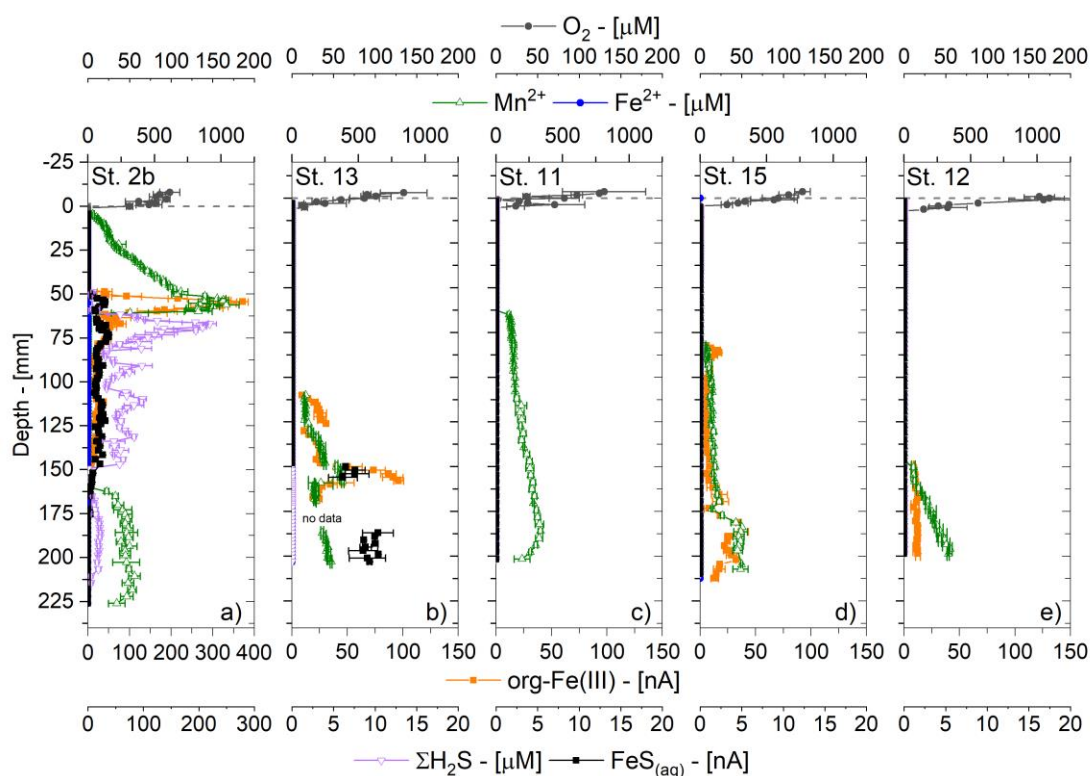 O₂ - [µM]
0 50 100 150 200 0 50 100 150 200 0 50 100 150 200 0 50 100 150 200 0 50 100 150 200
Mn²⁺ Fe²⁺ - [µM]
0 500 1000 0 500 1000 0 500 1000 0 500 1000 0 500 1000
St. 2b St. 13 St. 11 St. 15 St. 12
Depth - [mm]
-25
0
25
50
75
100
125
150
175
200
225
no data
a) b) c) d) e)
0 100 200 300 400 0 50 100 150 0 50 100 150 0 50 100 150 0 50 100 150
org-Fe(III) - [nA]
0 50 100 150 200 250 300 0 5 10 15 20 0 5 10 15 20 0 5 10 15 20 0 5 10 15 20
ΣH₂S - [µM] FeS₍aq₎ - [nA]